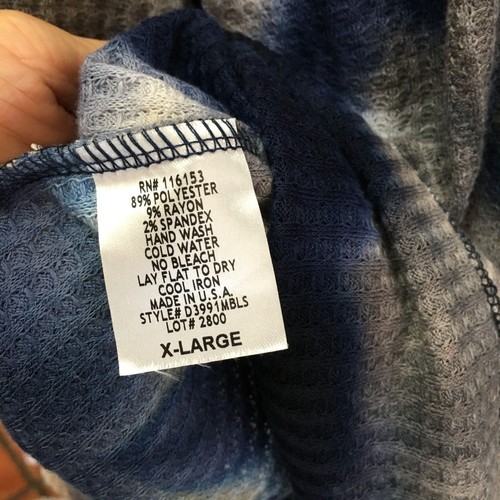 RN# 116153
89% POLYESTER
9% RAYON
2% SPANDEX
HAND WASH
COLD WATER
NO BLEACH
LAY FLAT TO DRY
COOL IRON
MADE IN U.S.A.
STYLE# D3991MBLS
LOT# 2800
X-LARGE